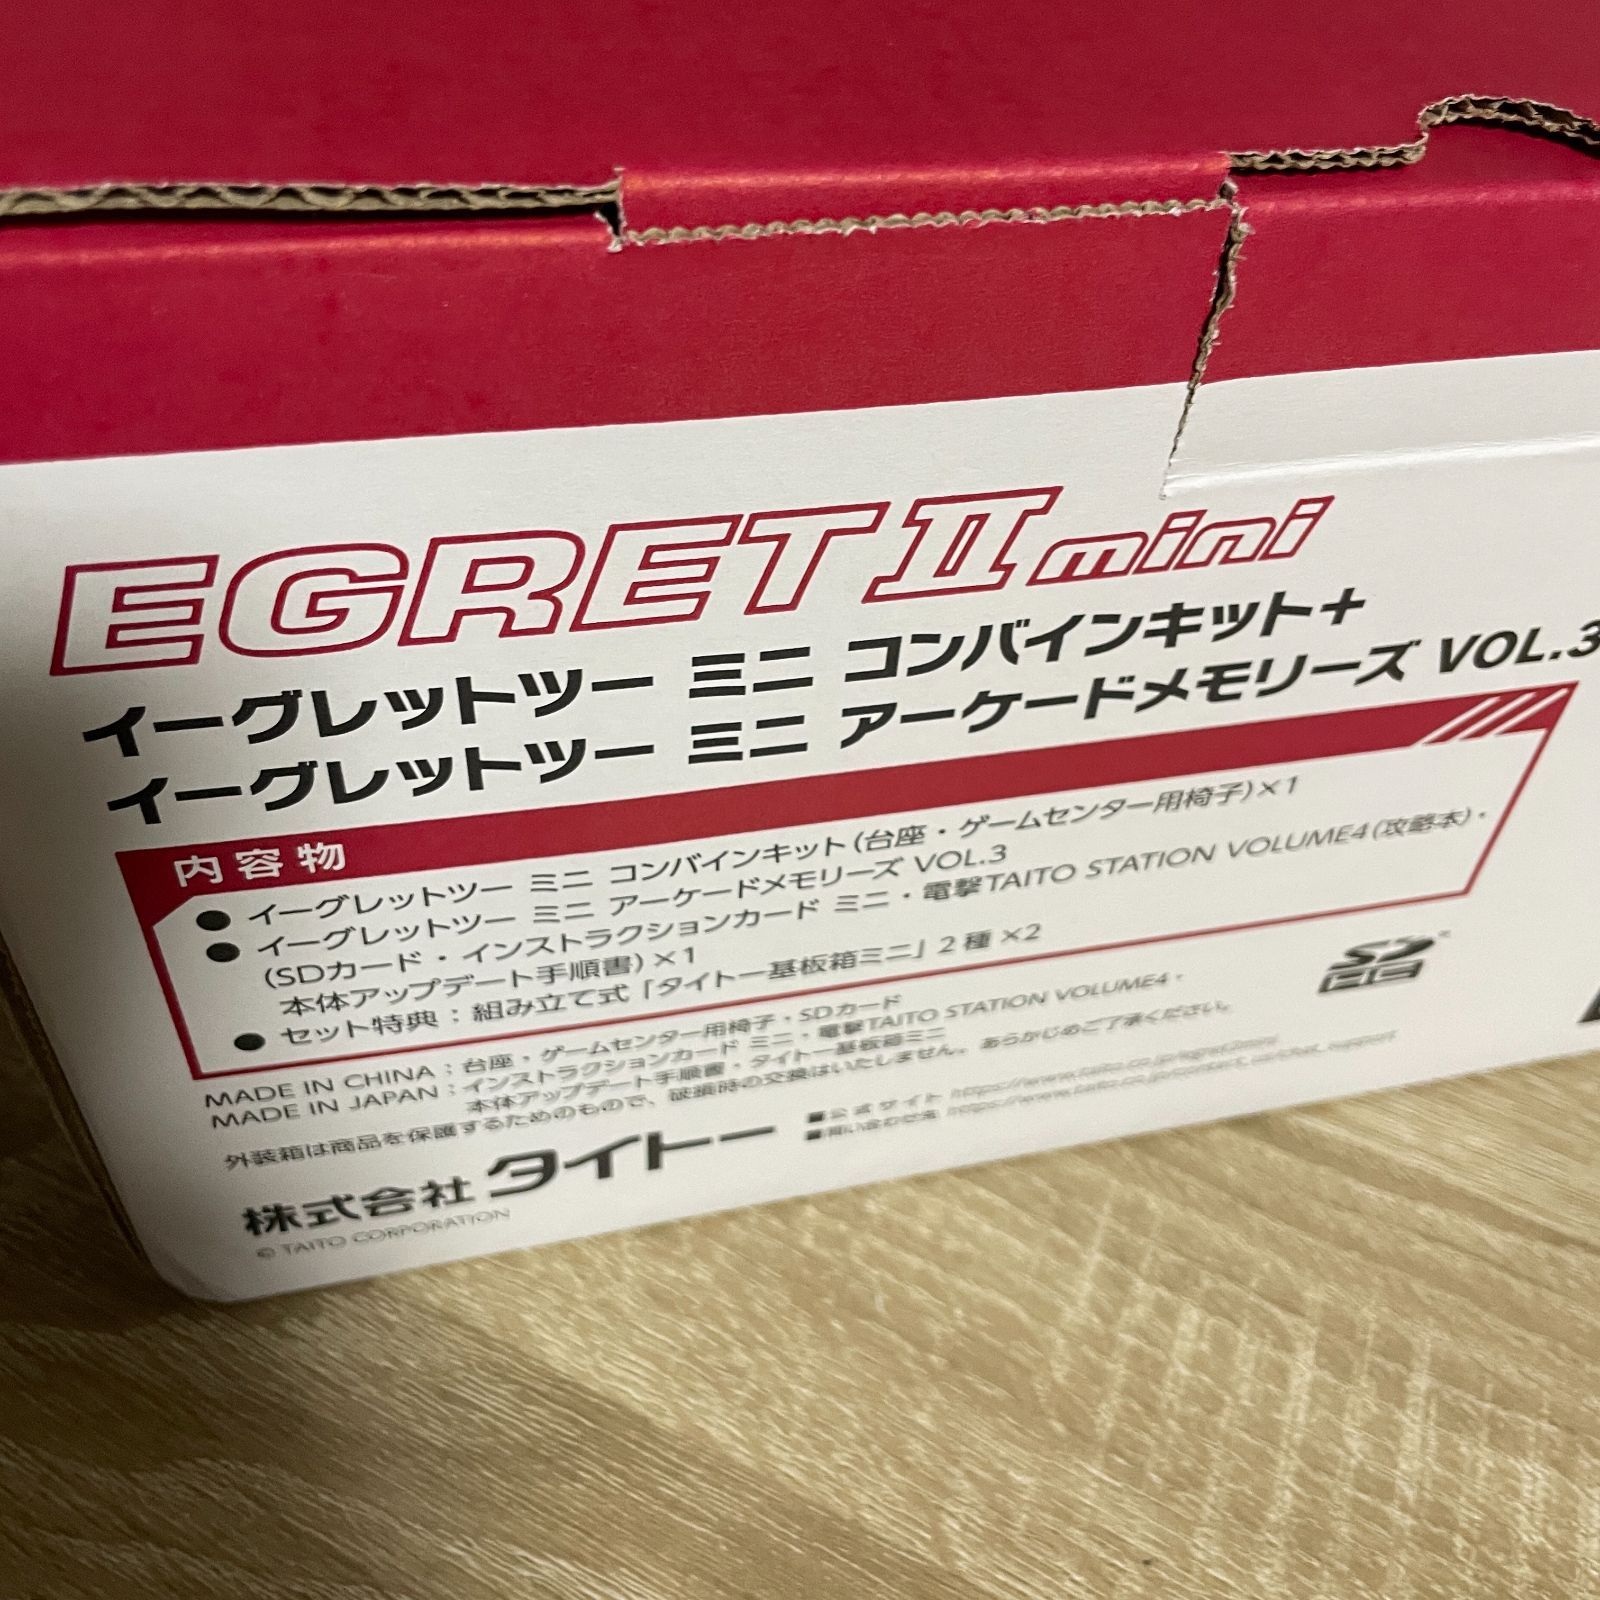 EGRET II mini
イーグレットツー ミニ コンバインキット+
イーグレットツー ミニ アーケードメモリーズ VOL.3
内容物
● イーグレットツー ミニ コンバインキット(台座・ゲームセンター用椅子)×1
● イーグレットツー ミニ アーケードメモリーズ VOL.3
(SDカード・インストラクションカード ミニ・電撃TAITO STATION VOLUME4(攻略本)・
本体アップデート手順書)×1
● セット特典：組み立て式「タイトー基板箱ミニ」2種×2
MADE IN CHINA：台座・ゲームセンター用椅子・SDカード
MADE IN JAPAN：インストラクションカード ミニ・電撃TAITO STATION VOLUME4・
本体アップデート手順書・タイトー基板箱ミニ
外装箱は商品を保護するためのもので、破損時の交換はいたしません。あらかじめご了承ください。
株式会社タイトー
■公式サイト
■問い合わせ先
© TAITO CORPORATION